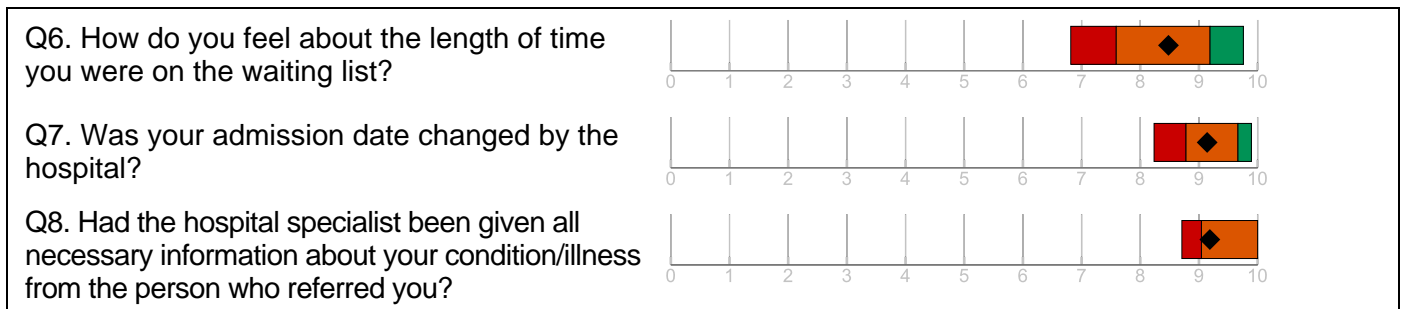 Q6. How do you feel about the length of time
you were on the waiting list?
0 1 2 3 4 5 6 7 8 9 10
Q7. Was your admission date changed by the
hospital?
0 1 2 3 4 5 6 7 8 9 10
Q8. Had the hospital specialist been given all
necessary information about your condition/illness
from the person who referred you?
0 1 2 3 4 5 6 7 8 9 10